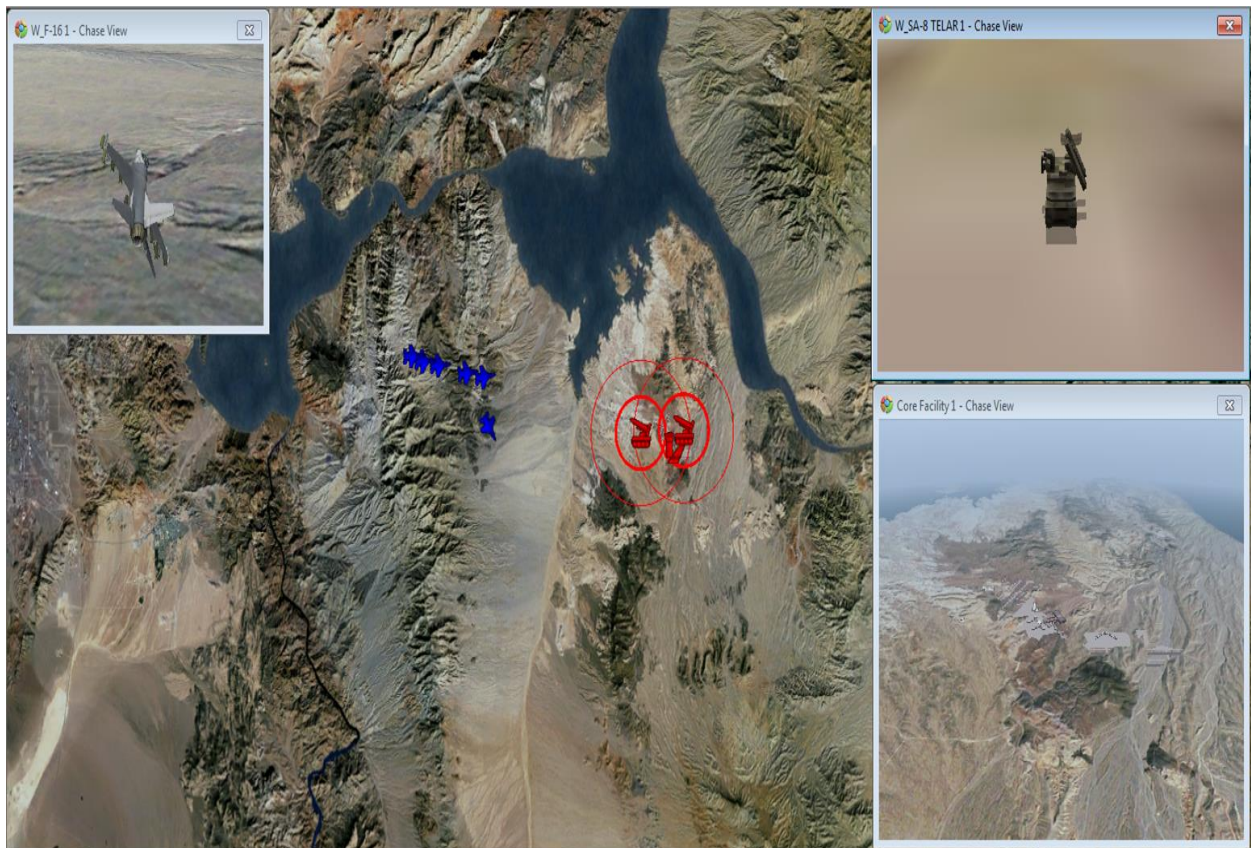 W_F-16 1 - Chase View
W_SA-8 TELAR 1 - Chase View
Core Facility 1 - Chase View